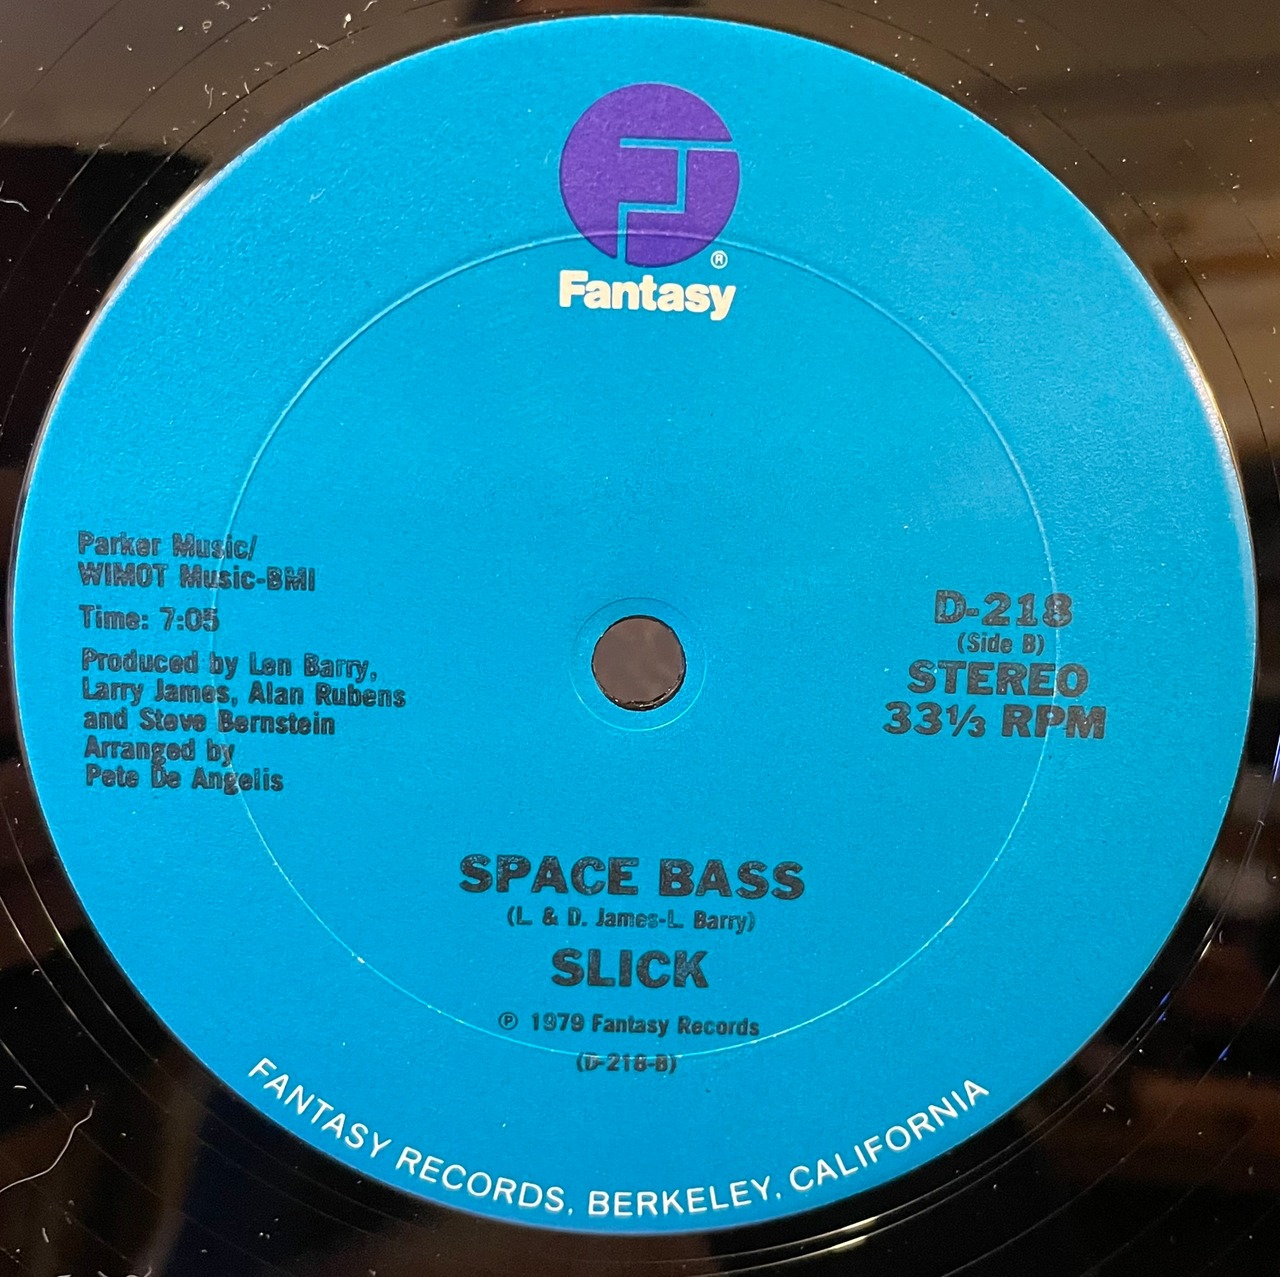 ®
Fantasy
Parker Music/
WIMOT Music-BMI
Time: 7:05
Produced by Len Barry,
Larry James, Alan Rubens
and Steve Bernstein
Arranged by
Pete De Angelis
D-218
(Side B)
STEREO
33⅓ RPM
SPACE BASS
(L. & D. James-L. Barry)
SLICK
℗ 1979 Fantasy Records
(D-218-B)
FANTASY RECORDS, BERKELEY, CALIFORNIA